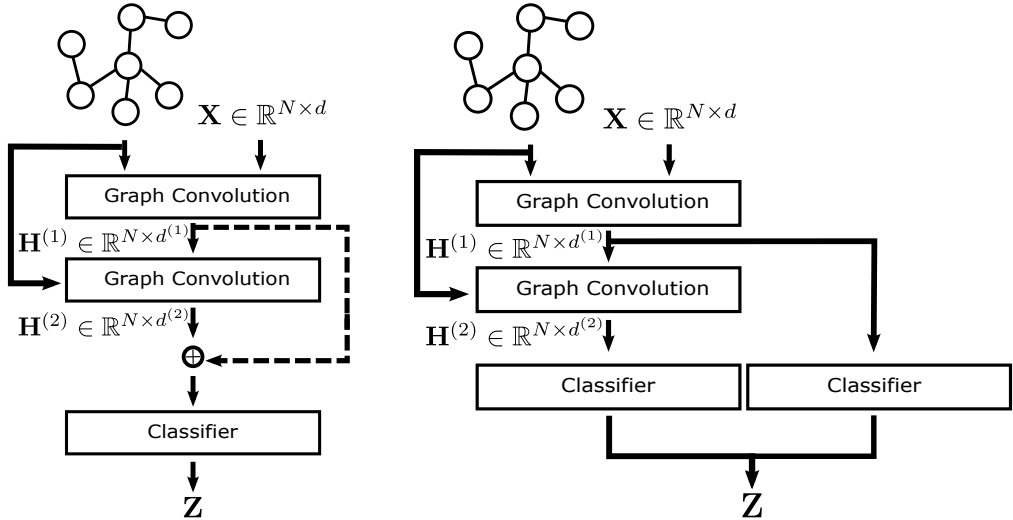 𝐗 ∈ ℝ^{N×d}
Graph Convolution
𝐇^{(1)} ∈ ℝ^{N×d^{(1)}}
Graph Convolution
𝐇^{(2)} ∈ ℝ^{N×d^{(2)}}
Classifier
𝐙
𝐗 ∈ ℝ^{N×d}
Graph Convolution
𝐇^{(1)} ∈ ℝ^{N×d^{(1)}}
Graph Convolution
𝐇^{(2)} ∈ ℝ^{N×d^{(2)}}
Classifier
Classifier
𝐙